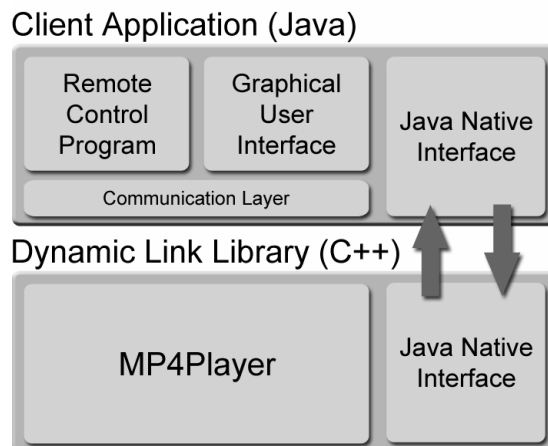 Client Application (Java)
Remote
Control
Program
Graphical
User
Interface
Java Native
Interface
Communication Layer
Dynamic Link Library (C++)
MP4Player
Java Native
Interface